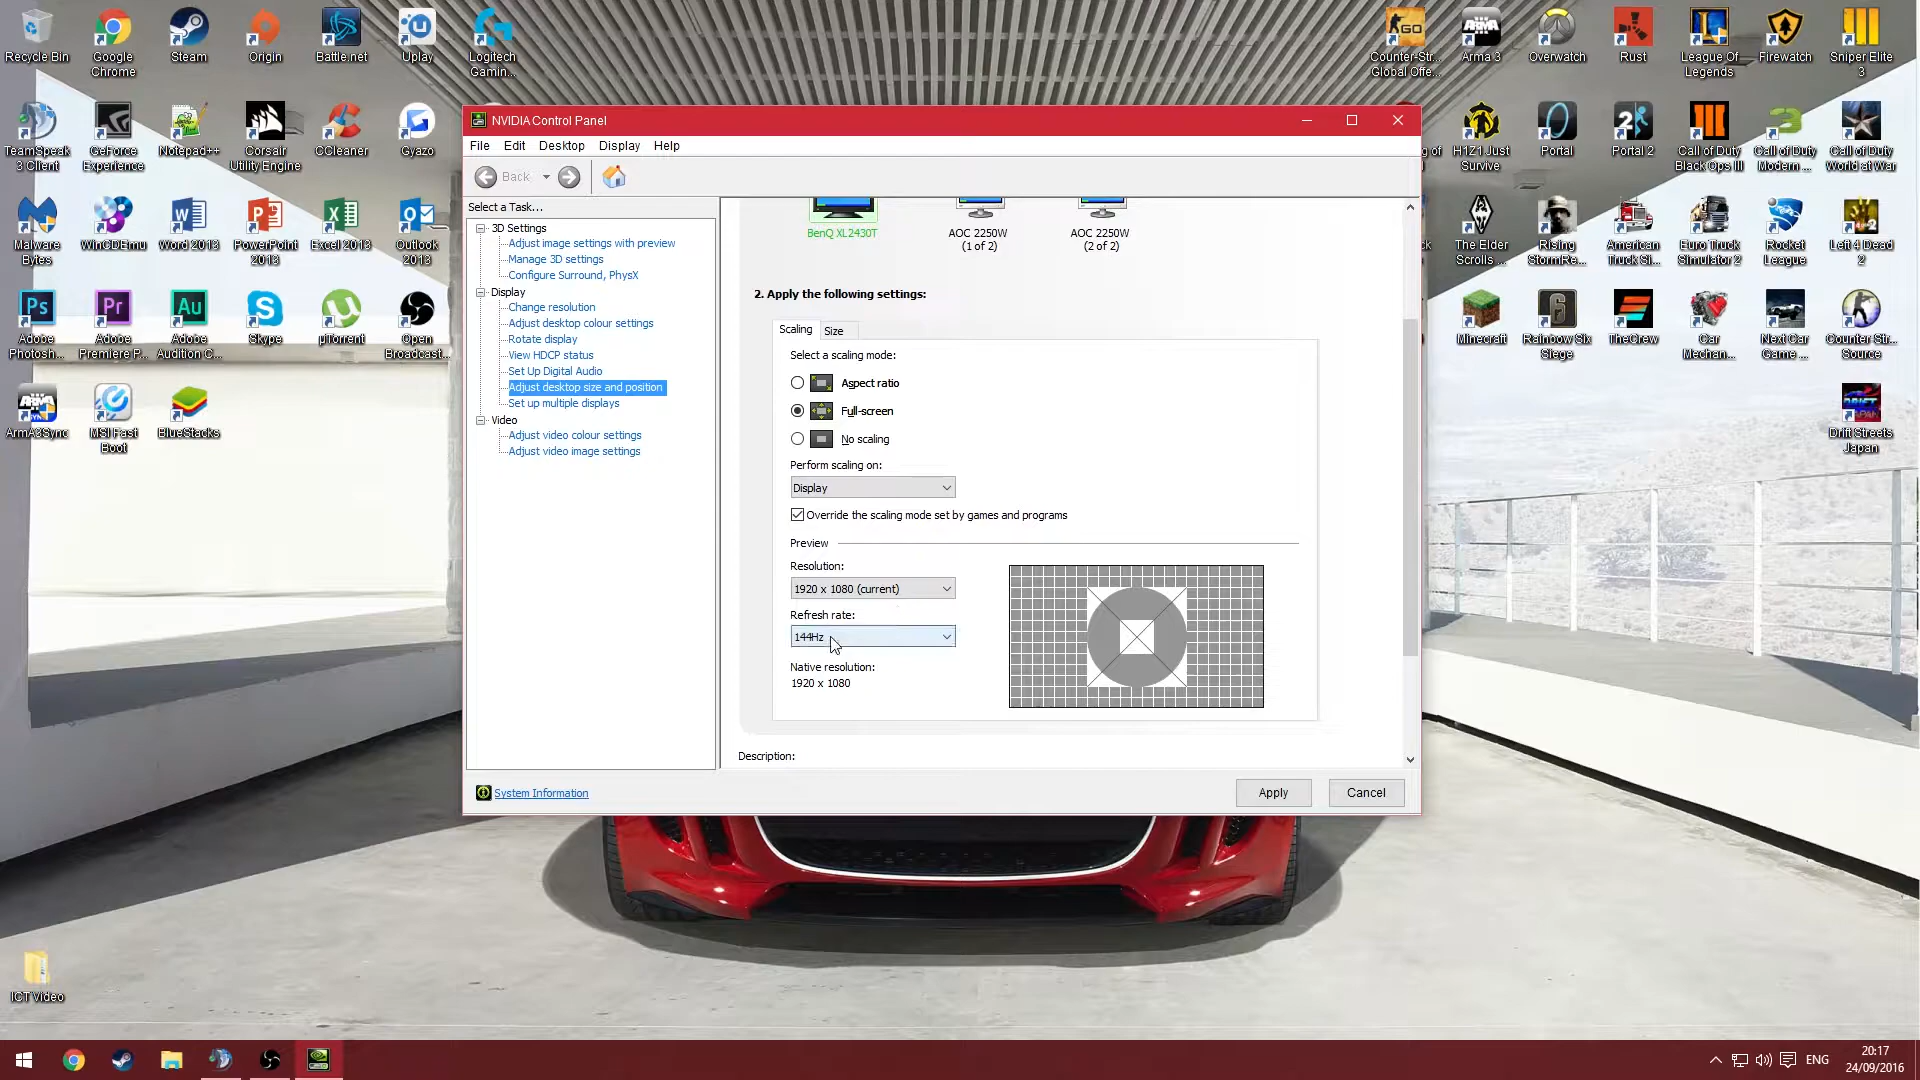 Recycle Bin
Google
Chrome
Steam
Origin
Battle.net
Uplay
Logitech
Gamin...
Counter-Str...
Global Offe...
Arma 3
Overwatch
Rust
League Of
Legends
Firewatch
Sniper Elite
3
TeamSpeak
3 Client
GeForce
Experience
Notepad++
Corsair
Utility Engine
CCleaner
Gyazo
H1Z1 Just
Survive
Portal
Portal 2
Call of Duty
Black Ops III
Call of Duty
Modern ...
Call of Duty
World at War
Malware
Bytes
WinCDEmu
Word 2013
PowerPoint
2013
Excel 2013
Outlook
2013
The Elder
Scrolls ...
Rising
StormRe...
American
Truck Si...
Euro Truck
Simulator 2
Rocket
League
Left 4 Dead
2
Adobe
Photosh...
Adobe
Premiere P...
Adobe
Audition C...
Skype
µTorrent
Open
Broadcast...
Minecraft
Rainbow Six
Siege
TheCrew
Car
Mechan...
Next Car
Game ...
Counter-Str...
Source
ArmA3Sync
MSI Fast
Boot
BlueStacks
Drift Streets
Japan
ICT Video
NVIDIA Control Panel
File Edit Desktop Display Help
Back
Select a Task...
3D Settings
Adjust image settings with preview
Manage 3D settings
Configure Surround, PhysX
Display
Change resolution
Adjust desktop colour settings
Rotate display
View HDCP status
Set Up Digital Audio
Adjust desktop size and position
Set up multiple displays
Video
Adjust video colour settings
Adjust video image settings
System Information
BenQ XL2430T
AOC 2250W
(1 of 2)
AOC 2250W
(2 of 2)
2. Apply the following settings:
Scaling Size
Select a scaling mode:
Aspect ratio
Full-screen
No scaling
Perform scaling on:
Display
Override the scaling mode set by games and programs
Preview
Resolution:
1920 x 1080 (current)
Refresh rate:
144Hz
Native resolution:
1920 x 1080
Description:
Apply Cancel
ENG
20:17
24/09/2016